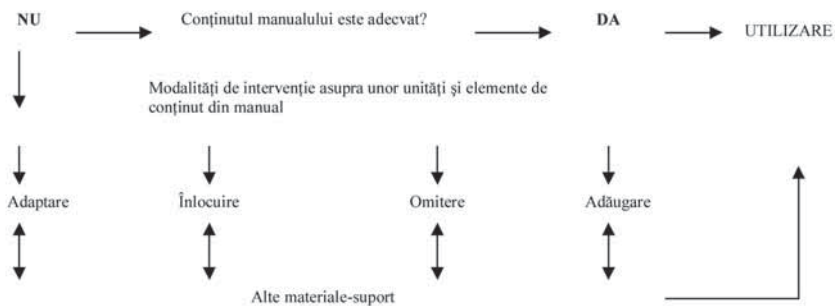 NU Conținutul manualului este adecvat? DA UTILIZARE
Modalități de intervenție asupra unor unități și elemente de
conținut din manual
Adaptare Înlocuire Omitere Adăugare
Alte materiale-suport